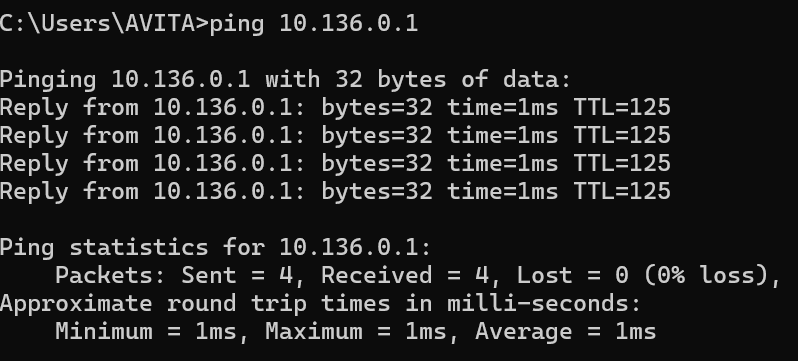 C:\Users\AVITA>ping 10.136.0.1
Pinging 10.136.0.1 with 32 bytes of data:
Reply from 10.136.0.1: bytes=32 time=1ms TTL=125
Reply from 10.136.0.1: bytes=32 time=1ms TTL=125
Reply from 10.136.0.1: bytes=32 time=1ms TTL=125
Reply from 10.136.0.1: bytes=32 time=1ms TTL=125
Ping statistics for 10.136.0.1:
    Packets: Sent = 4, Received = 4, Lost = 0 (0% loss),
Approximate round trip times in milli-seconds:
    Minimum = 1ms, Maximum = 1ms, Average = 1ms